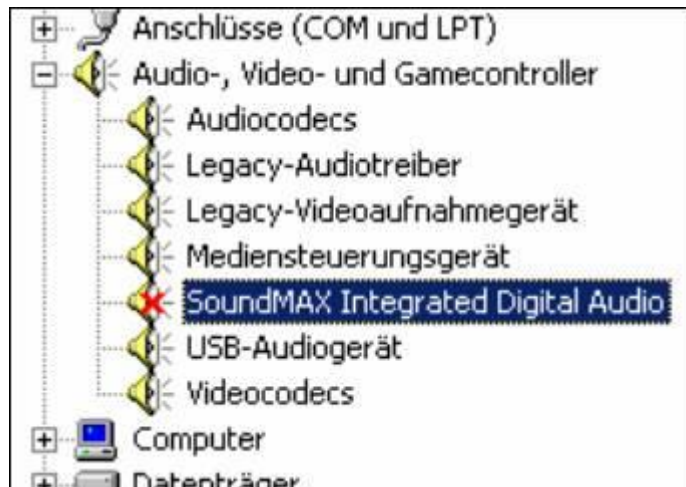 Anschlüsse (COM und LPT)
Audio-, Video- und Gamecontroller
Audiocodecs
Legacy-Audiotreiber
Legacy-Videoaufnahmegerät
Mediensteuerungsgerät
SoundMAX Integrated Digital Audio
USB-Audiogerät
Videocodecs
Computer
Datenträger